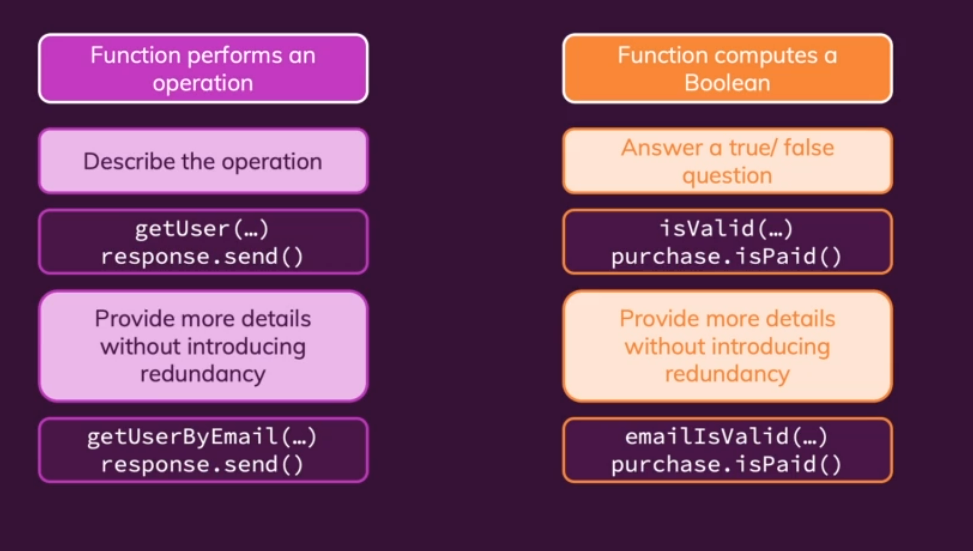 Function performs an
operation
Describe the operation
getUser(…)
response.send()
Provide more details
without introducing
redundancy
getUserByEmail(…)
response.send()
Function computes a
Boolean
Answer a true/ false
question
isValid(…)
purchase.isPaid()
Provide more details
without introducing
redundancy
emailIsValid(…)
purchase.isPaid()